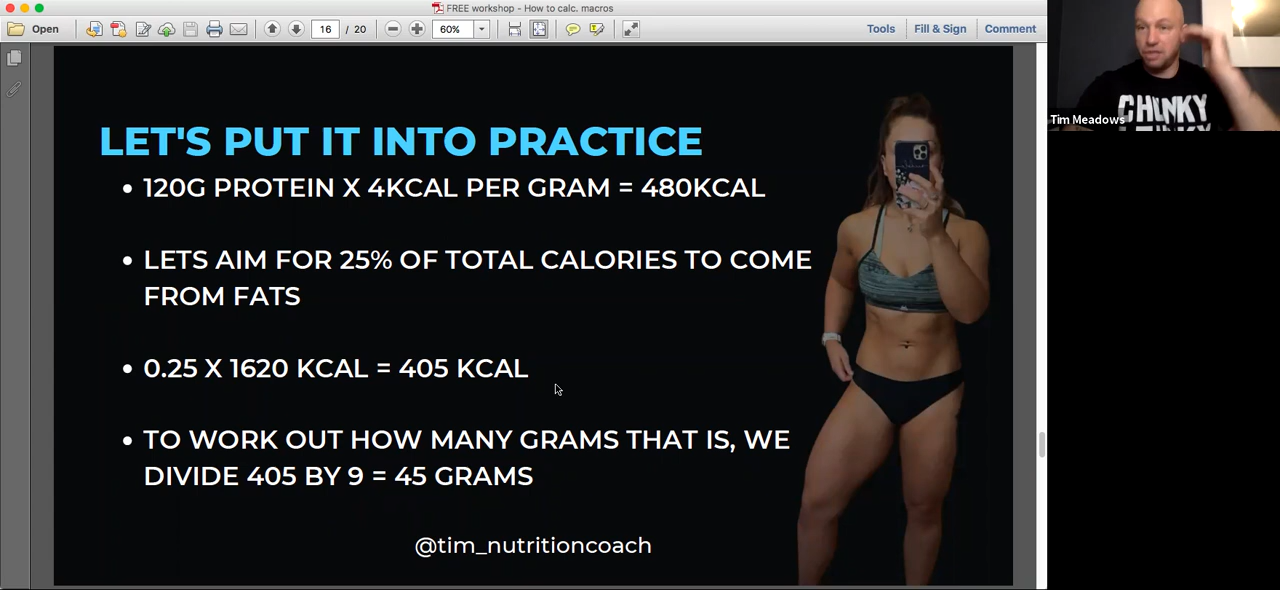 FREE workshop - How to calc. macros
Open
16 / 20
60%
Tools
Fill & Sign
Comment
LET'S PUT IT INTO PRACTICE
• 120G PROTEIN X 4KCAL PER GRAM = 480KCAL
• LETS AIM FOR 25% OF TOTAL CALORIES TO COME
FROM FATS
• 0.25 X 1620 KCAL = 405 KCAL
• TO WORK OUT HOW MANY GRAMS THAT IS, WE
DIVIDE 405 BY 9 = 45 GRAMS
@tim_nutritioncoach
CHUNKY
Tim Meadows